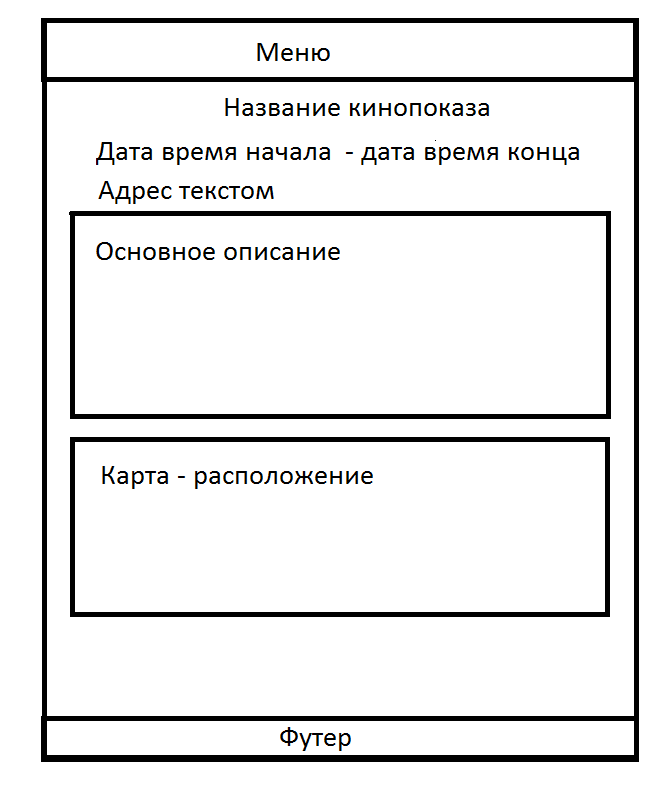 Меню
Название кинопоказа
Дата время начала - дата время конца
Адрес текстом
Основное описание
Карта - расположение
Футер